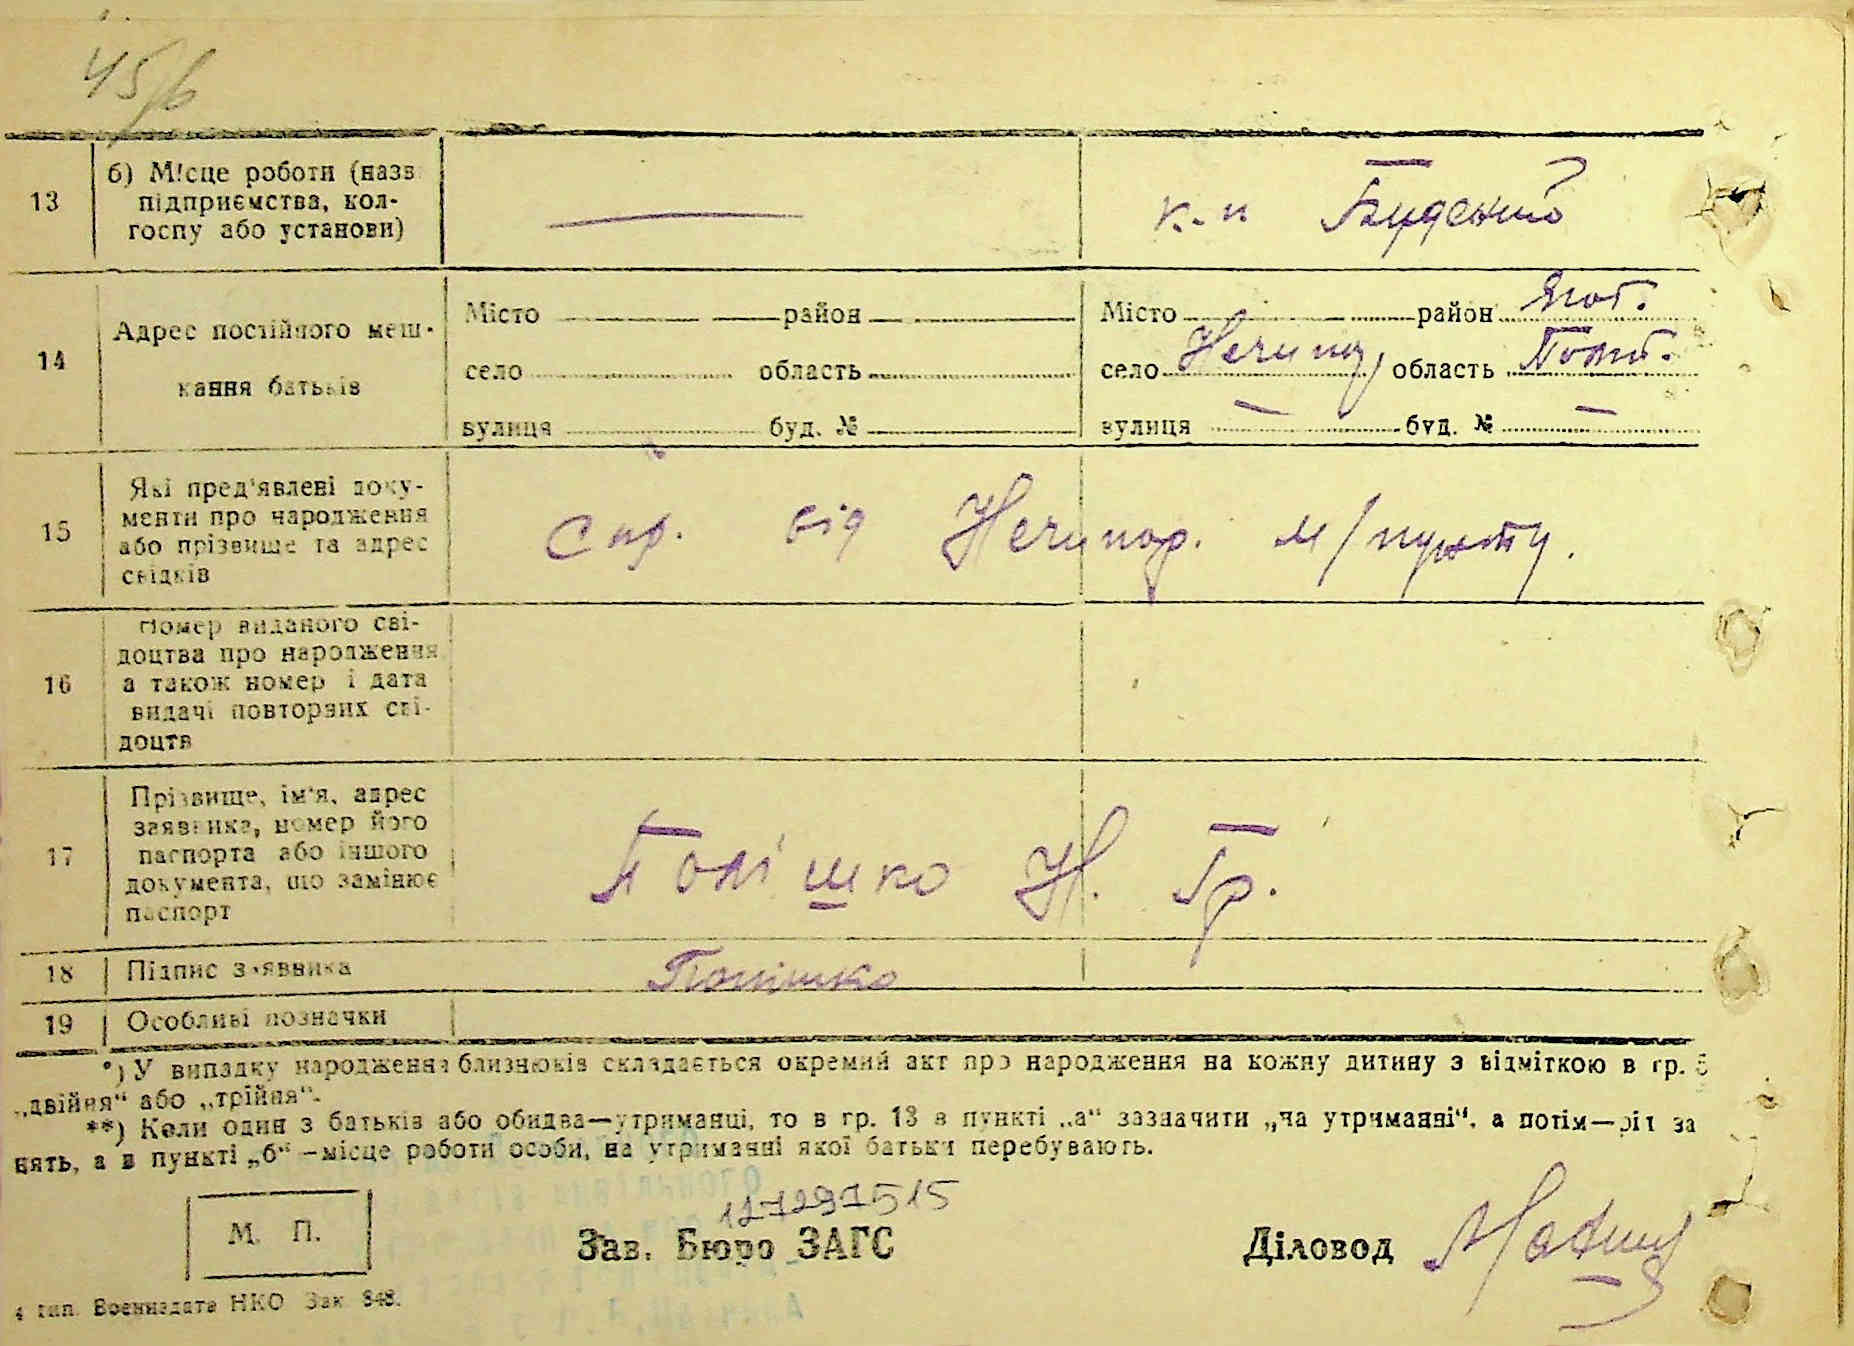 45/6
13
б) Місце роботи (назв
підприємства, кол-
госпу або установи)
к-п Буденний
14
Адрес постійного меш-
кання батьків
Місто район
село область
вулиця буд. №
Місто район Ягот.
село Нечипор, область Полт.
вулиця — буд. № —
15
Які пред'явлені доку-
менти про народження
або прізвище та адрес
свідків
Спр. від Нечипор. м/пункту.
16
Номер виданого сві-
доцтва про народження
а також номер і дата
видачі повторних сві-
доцтв
17
Прізвище, ім'я, адрес
заявника, номер його
паспорта або іншого
документа, що замінює
паспорт
Полішко Н. Гр.
18 Підпис заявника
Полішко
19 Особливі позначки
*) У випадку народження близнюків складається окремий акт про народження на кожну дитину з відміткою в гр. 5
„двійня“ або „трійня“.
**) Коли один з батьків або обидва—утриманці, то в гр. 13 в пункті „а“ зазначити „на утриманні“, а потім—рід за
нять, а в пункті „б“ —місце роботи особи, на утриманні якої батьки перебувають.
М. П.
127297515
Зав. Бюро ЗАГС
Діловод
4 тип. Воениздата НКО Зак. 848.